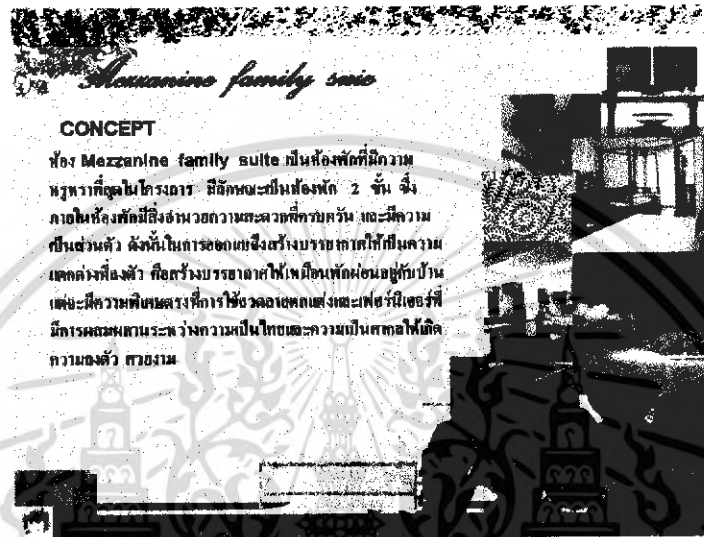 Mezzanine family suie
CONCEPT
ห้อง Mezzanine family suite เป็นห้องพักที่มีความ
หรูหราที่สุดในโครงการ มีลักษณะเป็นห้องพัก 2 ชั้น ซึ่ง
ภายในห้องพักมีสิ่งอำนวยความสะดวกที่ครบครัน และมีความ
เป็นส่วนตัว ดังนั้นในการออกแบบจึงสร้างบรรยากาศให้เป็นความ
แตกต่างที่ลงตัว คือสร้างบรรยากาศให้เหมือนพักผ่อนอยู่กับบ้าน
แต่จะมีความพิเศษตรงที่การใช้ลวดลายตกแต่งและเฟอร์นิเจอร์ที่
มีการผสมผสานระหว่างความเป็นไทยและความเป็นสากลให้เกิด
ความลงตัว สวยงาม